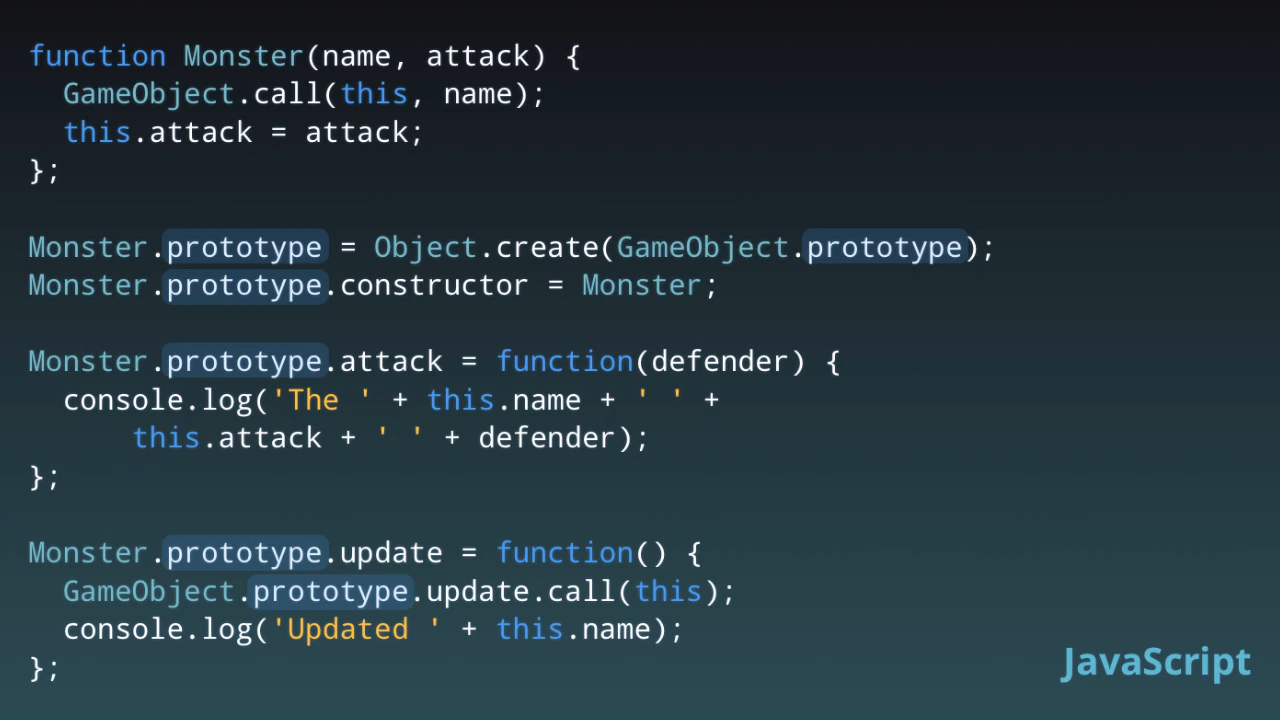 function Monster(name, attack) {
  GameObject.call(this, name);
  this.attack = attack;
};

Monster.prototype = Object.create(GameObject.prototype);
Monster.prototype.constructor = Monster;

Monster.prototype.attack = function(defender) {
  console.log('The ' + this.name + ' ' +
      this.attack + ' ' + defender);
};

Monster.prototype.update = function() {
  GameObject.prototype.update.call(this);
  console.log('Updated ' + this.name);
};
JavaScript